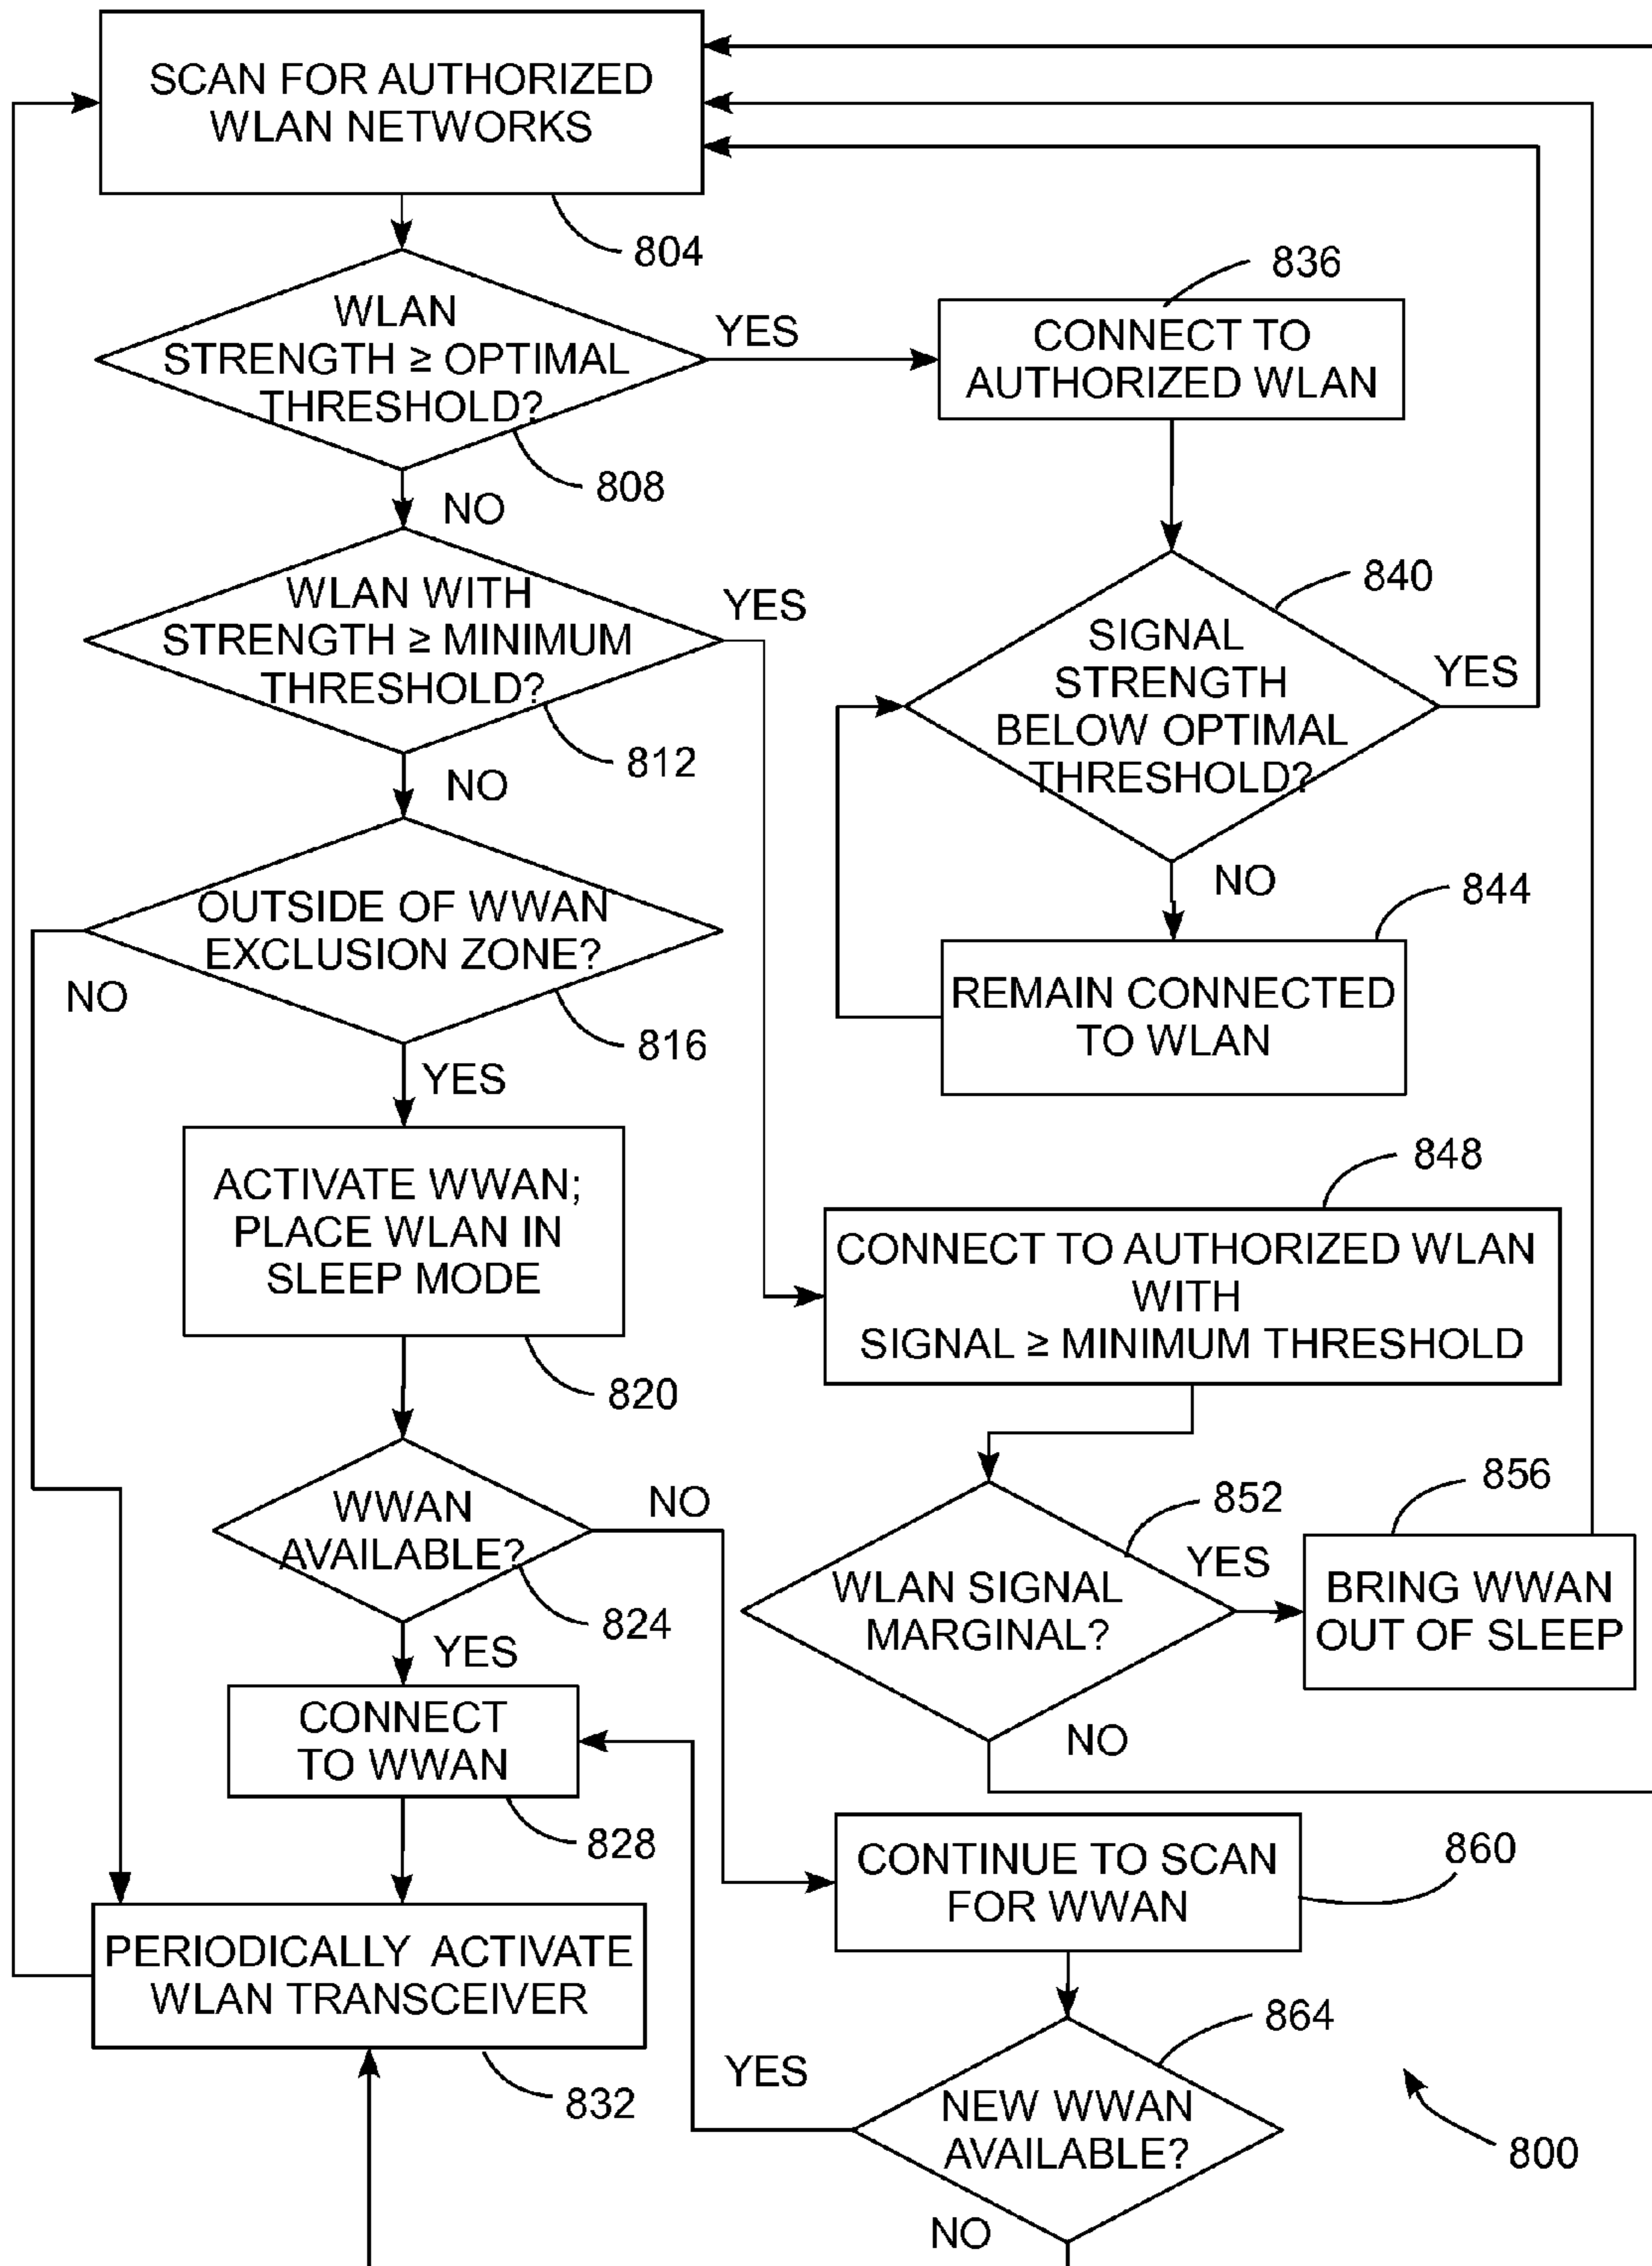 SCAN FOR AUTHORIZED
WLAN NETWORKS
804
WLAN
STRENGTH ≥ OPTIMAL
THRESHOLD?
808
YES
NO
836
CONNECT TO
AUTHORIZED WLAN
WLAN WITH
STRENGTH ≥ MINIMUM
THRESHOLD?
812
YES
NO
840
SIGNAL
STRENGTH
BELOW OPTIMAL
THRESHOLD?
YES
NO
844
REMAIN CONNECTED
TO WLAN
OUTSIDE OF WWAN
EXCLUSION ZONE?
816
NO
YES
ACTIVATE WWAN;
PLACE WLAN IN
SLEEP MODE
820
848
CONNECT TO AUTHORIZED WLAN
WITH
SIGNAL ≥ MINIMUM THRESHOLD
WWAN
AVAILABLE?
824
NO
YES
852
WLAN SIGNAL
MARGINAL?
YES
NO
856
BRING WWAN
OUT OF SLEEP
CONNECT
TO WWAN
828
CONTINUE TO SCAN
FOR WWAN
860
PERIODICALLY ACTIVATE
WLAN TRANSCEIVER
832
864
NEW WWAN
AVAILABLE?
YES
NO
800